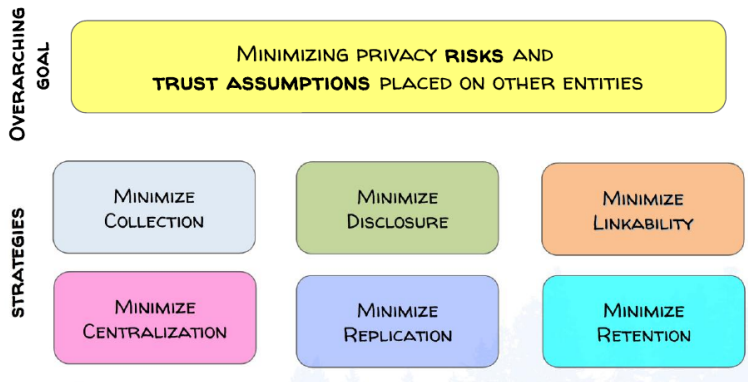 OVERARCHING
GOAL
MINIMIZING PRIVACY RISKS AND
TRUST ASSUMPTIONS PLACED ON OTHER ENTITIES
STRATEGIES
MINIMIZE
COLLECTION
MINIMIZE
DISCLOSURE
MINIMIZE
LINKABILITY
MINIMIZE
CENTRALIZATION
MINIMIZE
REPLICATION
MINIMIZE
RETENTION